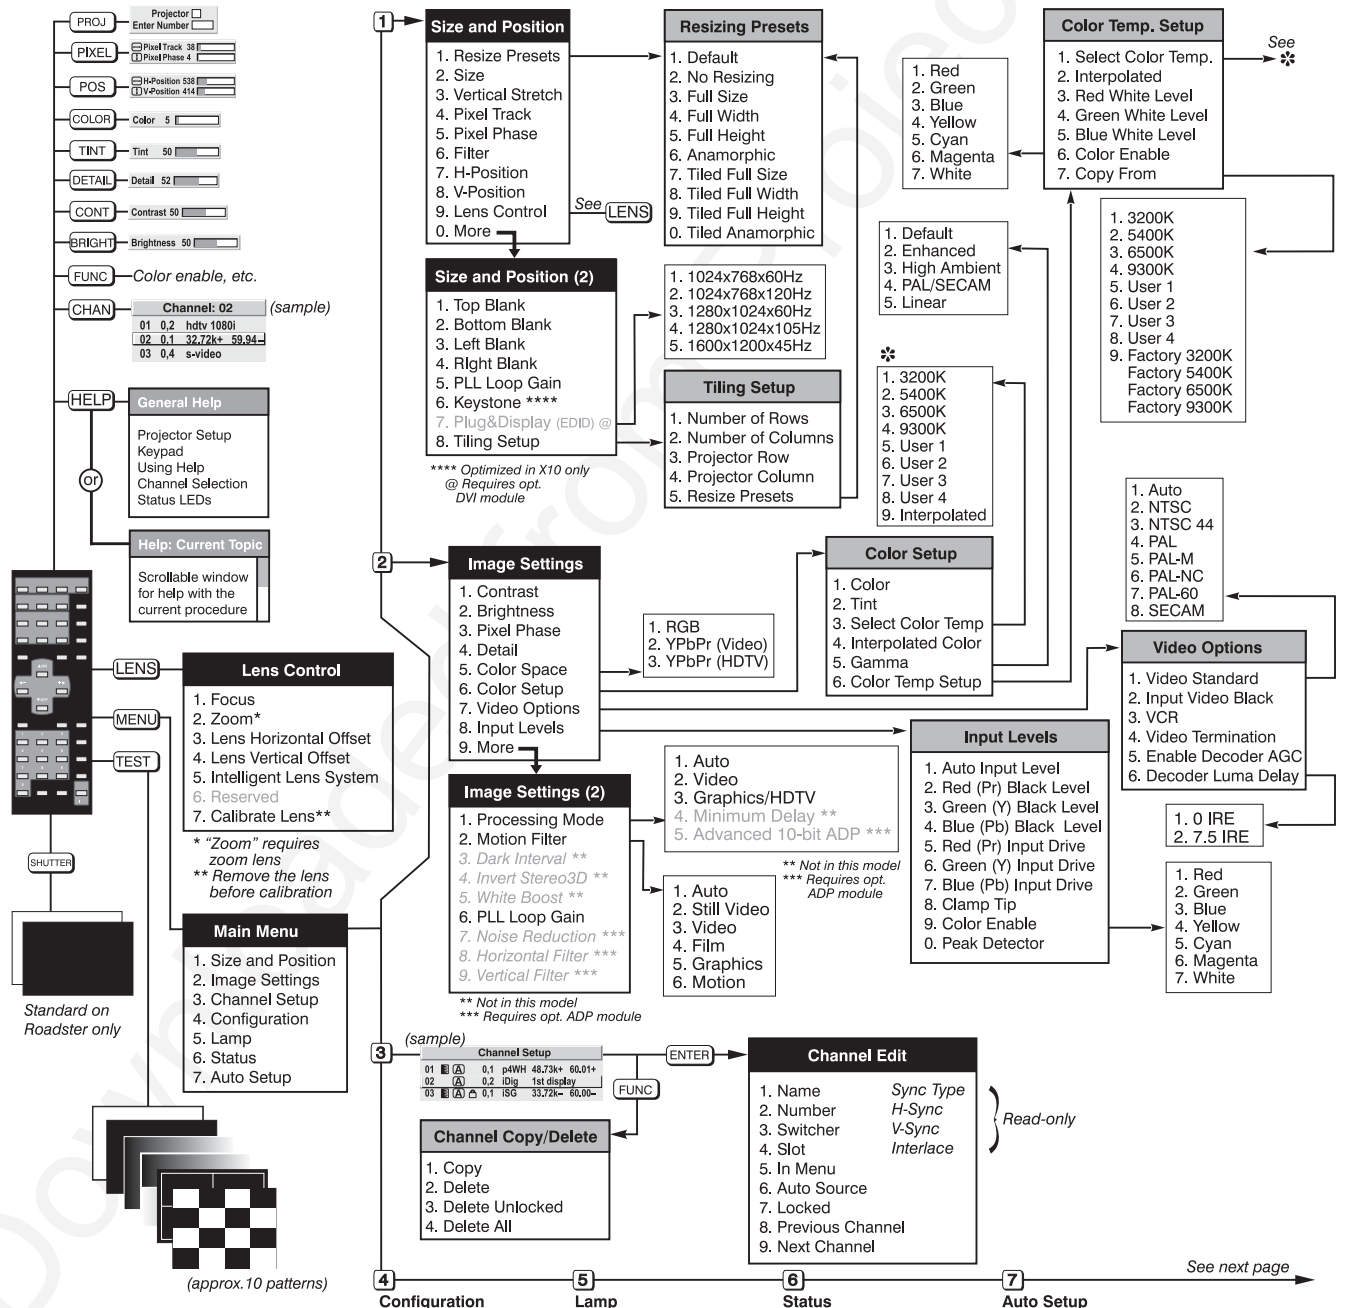 PROJ
Projector
Enter Number
PIXEL
Pixel Track 38
Pixel Phase 4
POS
H-Position 538
V-Position 414
COLOR
Color 5
TINT
Tint 50
DETAIL
Detail 52
CONT
Contrast 50
BRIGHT
Brightness 50
FUNC
Color enable, etc.
CHAN
Channel: 02
(sample)
01 0,2 hdtv 1080i
02 0,1 32.72k+ 59.94–
03 0,4 s-video
HELP
or
General Help
Projector Setup
Keypad
Using Help
Channel Selection
Status LEDs
Help: Current Topic
Scrollable window
for help with the
current procedure
LENS
MENU
TEST
SHUTTER
Standard on
Roadster only
(approx.10 patterns)
Lens Control
1. Focus
2. Zoom*
3. Lens Horizontal Offset
4. Lens Vertical Offset
5. Intelligent Lens System
6. Reserved
7. Calibrate Lens**
* “Zoom” requires
zoom lens
** Remove the lens
before calibration
Main Menu
1. Size and Position
2. Image Settings
3. Channel Setup
4. Configuration
5. Lamp
6. Status
7. Auto Setup
1
Size and Position
1. Resize Presets
2. Size
3. Vertical Stretch
4. Pixel Track
5. Pixel Phase
6. Filter
7. H-Position
8. V-Position
9. Lens Control
0. More
See LENS
Resizing Presets
1. Default
2. No Resizing
3. Full Size
4. Full Width
5. Full Height
6. Anamorphic
7. Tiled Full Size
8. Tiled Full Width
9. Tiled Full Height
0. Tiled Anamorphic
Size and Position (2)
1. Top Blank
2. Bottom Blank
3. Left Blank
4. RIght Blank
5. PLL Loop Gain
6. Keystone ****
7. Plug&Display (EDID) @
8. Tiling Setup
**** Optimized in X10 only
@ Requires opt.
DVI module
1. 1024x768x60Hz
2. 1024x768x120Hz
3. 1280x1024x60Hz
4. 1280x1024x105Hz
5. 1600x1200x45Hz
Tiling Setup
1. Number of Rows
2. Number of Columns
3. Projector Row
4. Projector Column
5. Resize Presets
Color Temp. Setup
1. Select Color Temp.
2. Interpolated
3. Red White Level
4. Green White Level
5. Blue White Level
6. Color Enable
7. Copy From
See
✻
1. Red
2. Green
3. Blue
4. Yellow
5. Cyan
6. Magenta
7. White
1. 3200K
2. 5400K
3. 6500K
4. 9300K
5. User 1
6. User 2
7. User 3
8. User 4
9. Factory 3200K
Factory 5400K
Factory 6500K
Factory 9300K
1. Default
2. Enhanced
3. High Ambient
4. PAL/SECAM
5. Linear
✻
1. 3200K
2. 5400K
3. 6500K
4. 9300K
5. User 1
6. User 2
7. User 3
8. User 4
9. Interpolated
2
Image Settings
1. Contrast
2. Brightness
3. Pixel Phase
4. Detail
5. Color Space
6. Color Setup
7. Video Options
8. Input Levels
9. More
1. RGB
2. YPbPr (Video)
3. YPbPr (HDTV)
Color Setup
1. Color
2. Tint
3. Select Color Temp
4. Interpolated Color
5. Gamma
6. Color Temp Setup
1. Auto
2. NTSC
3. NTSC 44
4. PAL
5. PAL-M
6. PAL-NC
7. PAL-60
8. SECAM
Video Options
1. Video Standard
2. Input Video Black
3. VCR
4. Video Termination
5. Enable Decoder AGC
6. Decoder Luma Delay
1. 0 IRE
2. 7.5 IRE
Input Levels
1. Auto Input Level
2. Red (Pr) Black Level
3. Green (Y) Black Level
4. Blue (Pb) Black Level
5. Red (Pr) Input Drive
6. Green (Y) Input Drive
7. Blue (Pb) Input Drive
8. Clamp Tip
9. Color Enable
0. Peak Detector
1. Red
2. Green
3. Blue
4. Yellow
5. Cyan
6. Magenta
7. White
Image Settings (2)
1. Processing Mode
2. Motion Filter
3. Dark Interval **
4. Invert Stereo3D **
5. White Boost **
6. PLL Loop Gain
7. Noise Reduction ***
8. Horizontal Filter ***
9. Vertical Filter ***
** Not in this model
*** Requires opt. ADP module
1. Auto
2. Video
3. Graphics/HDTV
4. Minimum Delay **
5. Advanced 10-bit ADP ***
** Not in this model
*** Requires opt.
ADP module
1. Auto
2. Still Video
3. Video
4. Film
5. Graphics
6. Motion
3
(sample)
Channel Setup
01 A 0,1 p4WH 48.73k+ 60.01+
02 A 0,2 iDig 1st display
03 A 0,1 iSG 33.72k– 60.00–
ENTER
FUNC
Channel Copy/Delete
1. Copy
2. Delete
3. Delete Unlocked
4. Delete All
Channel Edit
1. Name Sync Type
2. Number H-Sync
3. Switcher V-Sync
4. Slot Interlace
5. In Menu
6. Auto Source
7. Locked
8. Previous Channel
9. Next Channel
Read-only
See next page
4 Configuration
5 Lamp
6 Status
7 Auto Setup
Downloaded from Projec